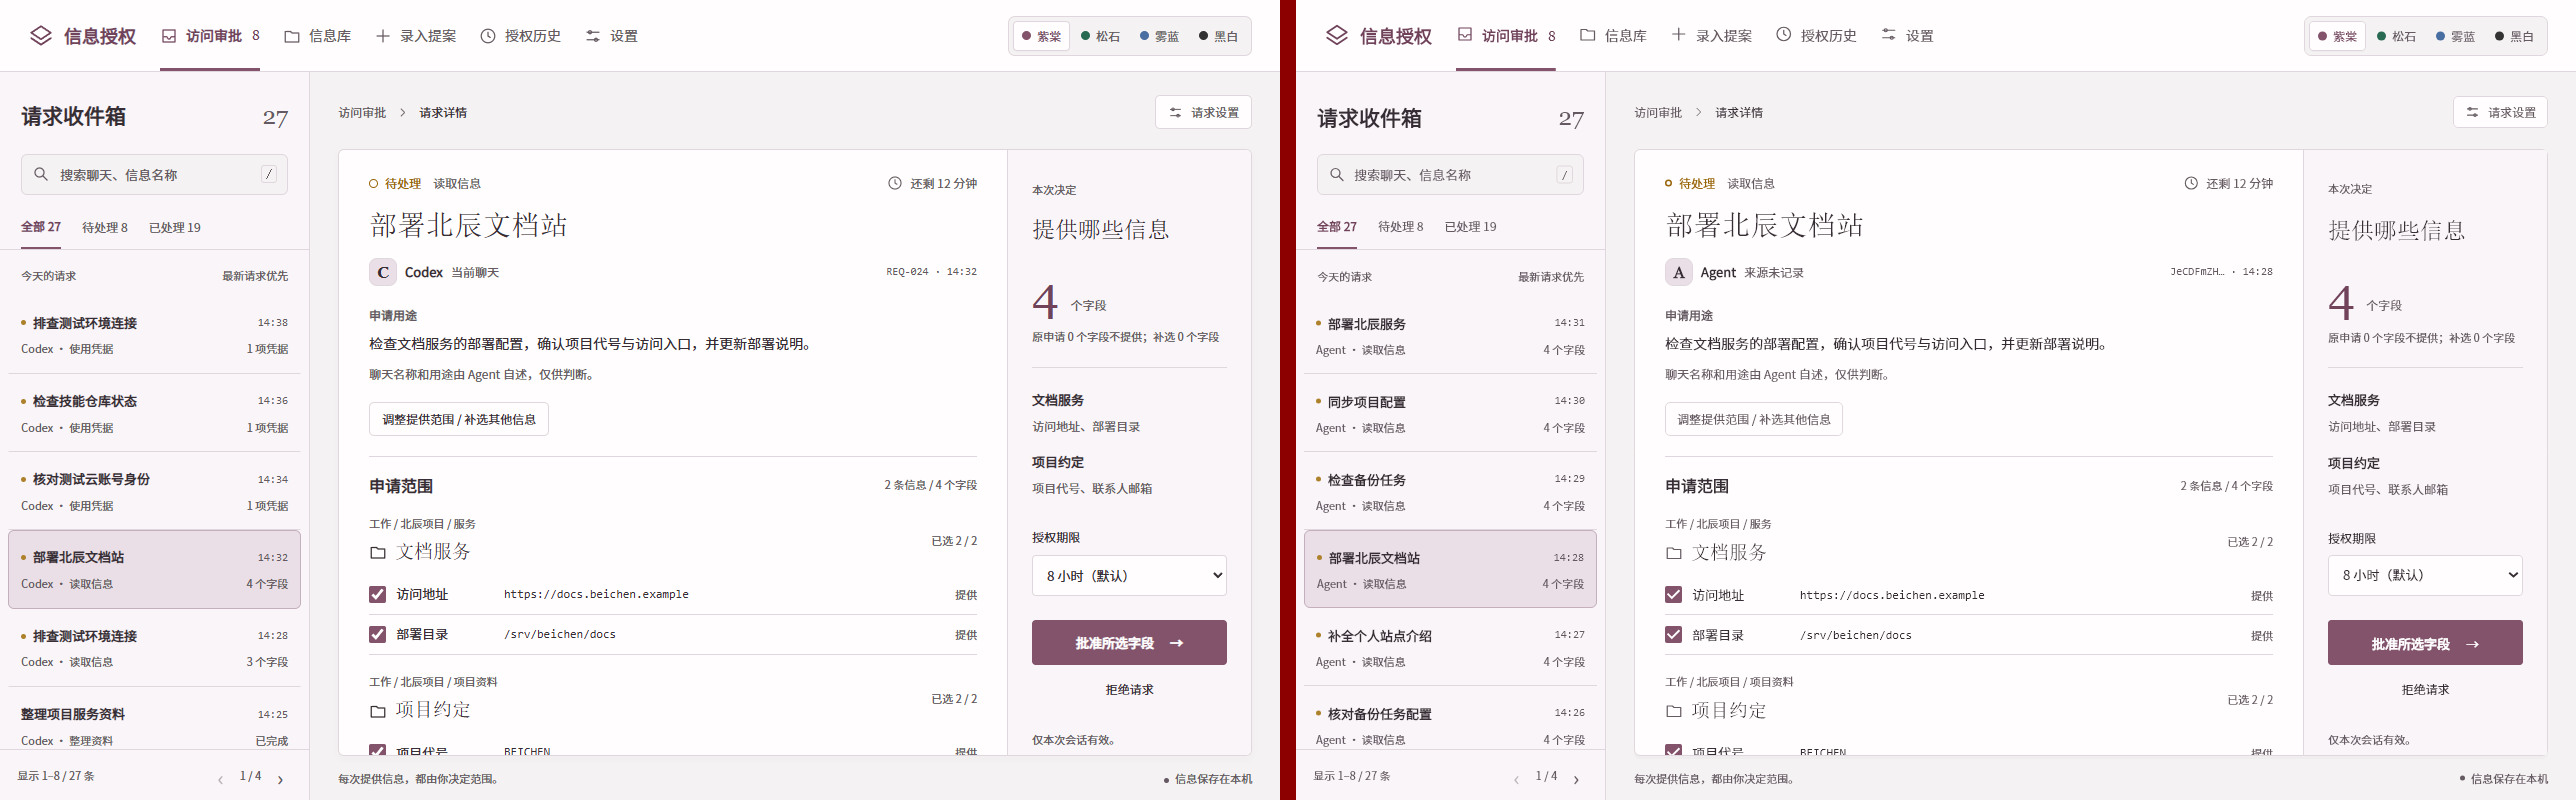 信息授权
访问审批 8
信息库
录入提案
授权历史
设置
紫棠
松石
雾蓝
黑白
请求收件箱 27
搜索聊天、信息名称 /
全部 27 待处理 8 已处理 19
今天的请求 最新请求优先
排查测试环境连接 14:38
Codex · 使用凭据 1 项凭据
检查技能仓库状态 14:36
Codex · 使用凭据 1 项凭据
核对测试云账号身份 14:34
Codex · 使用凭据 1 项凭据
部署北辰文档站 14:32
Codex · 读取信息 4 个字段
排查测试环境连接 14:28
Codex · 读取信息 3 个字段
整理项目服务资料 14:25
Codex · 整理资料 已完成
显示 1–8 / 27 条 ‹ 1 / 4 ›
访问审批 > 请求详情
请求设置
待处理 读取信息 还剩 12 分钟
部署北辰文档站
C Codex 当前聊天 REQ-024 · 14:32
申请用途
检查文档服务的部署配置，确认项目代号与访问入口，并更新部署说明。
聊天名称和用途由 Agent 自述，仅供判断。
调整提供范围 / 补选其他信息
申请范围 2 条信息 / 4 个字段
工作 / 北辰项目 / 服务
文档服务 已选 2 / 2
访问地址 https://docs.beichen.example 提供
部署目录 /srv/beichen/docs 提供
工作 / 北辰项目 / 项目资料
项目约定 已选 2 / 2
项目代号 BEICHEN 提供
本次决定
提供哪些信息
4 个字段
原申请 0 个字段不提供；补选 0 个字段
文档服务
访问地址、部署目录
项目约定
项目代号、联系人邮箱
授权期限
8 小时（默认）
批准所选字段 →
拒绝请求
仅本次会话有效。
每次提供信息，都由你决定范围。
信息保存在本机
信息授权
访问审批 8
信息库
录入提案
授权历史
设置
紫棠
松石
雾蓝
黑白
请求收件箱 27
搜索聊天、信息名称 /
全部 27 待处理 8 已处理 19
今天的请求 最新请求优先
部署北辰服务 14:31
Agent · 读取信息 4 个字段
同步项目配置 14:30
Agent · 读取信息 4 个字段
检查备份任务 14:29
Agent · 读取信息 4 个字段
部署北辰文档站 14:28
Agent · 读取信息 4 个字段
补全个人站点介绍 14:27
Agent · 读取信息 4 个字段
核对备份任务配置 14:26
Agent · 读取信息 4 个字段
显示 1–8 / 27 条 ‹ 1 / 4 ›
访问审批 > 请求详情
请求设置
待处理 读取信息 还剩 12 分钟
部署北辰文档站
A Agent 来源未记录 JeCDFmZH… · 14:28
申请用途
检查文档服务的部署配置，确认项目代号与访问入口，并更新部署说明。
聊天名称和用途由 Agent 自述，仅供判断。
调整提供范围 / 补选其他信息
申请范围 2 条信息 / 4 个字段
工作 / 北辰项目 / 服务
文档服务 已选 2 / 2
访问地址 https://docs.beichen.example 提供
部署目录 /srv/beichen/docs 提供
工作 / 北辰项目 / 项目资料
项目约定 已选 2 / 2
项目代号 BEICHEN 提供
本次决定
提供哪些信息
4 个字段
原申请 0 个字段不提供；补选 0 个字段
文档服务
访问地址、部署目录
项目约定
项目代号、联系人邮箱
授权期限
8 小时（默认）
批准所选字段 →
拒绝请求
仅本次会话有效。
每次提供信息，都由你决定范围。
信息保存在本机